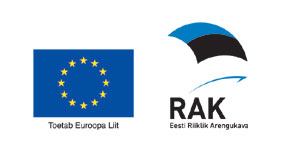 Toetab Euroopa Liit
RAK
Eesti Riiklik Arengukava